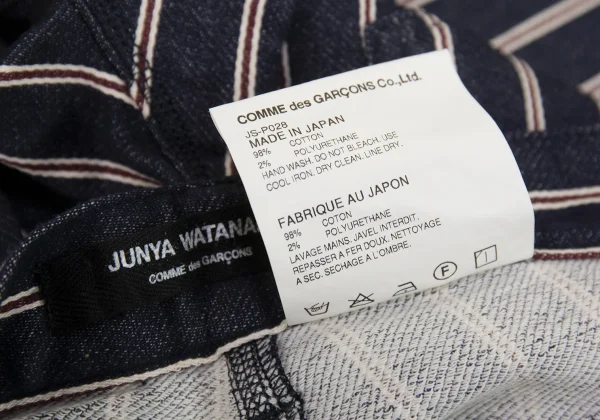 COMME des GARÇONS Co.,Ltd.
JS-P028
MADE IN JAPAN
98% COTTON
2% POLYURETHANE
HAND WASH. DO NOT BLEACH. USE
COOL IRON. DRY CLEAN. LINE DRY.
FABRIQUE AU JAPON
98% COTON
2% POLYURETHANE
LAVAGE MAINS. JAVEL INTERDIT.
REPASSER A FER DOUX. NETTOYAGE
A SEC. SECHAGE A L'OMBRE.
F
JUNYA WATANA
COMME des GARÇONS